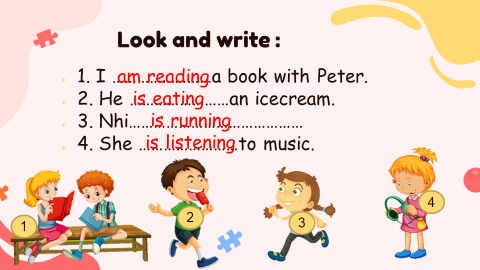 Look and write :
1. I am reading a book with Peter.
2. He is eating ......an icecream.
3. Nhi...... is running ..................
4. She .. is listening to music.
1
2
3
4